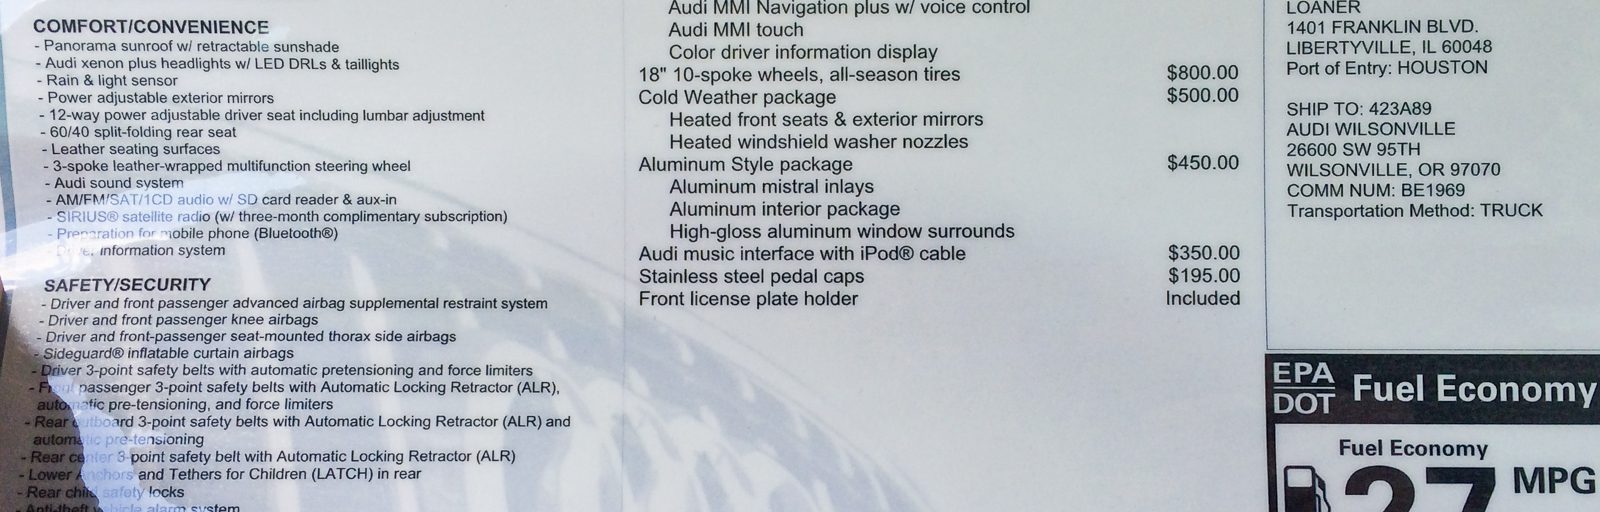 COMFORT/CONVENIENCE
- Panorama sunroof w/ retractable sunshade
- Audi xenon plus headlights w/ LED DRLs & taillights
- Rain & light sensor
- Power adjustable exterior mirrors
- 12-way power adjustable driver seat including lumbar adjustment
- 60/40 split-folding rear seat
- Leather seating surfaces
- 3-spoke leather-wrapped multifunction steering wheel
- Audi sound system
- AM/FM/SAT/1CD audio w/ SD card reader & aux-in
- SIRIUS® satellite radio (w/ three-month complimentary subscription)
- Preparation for mobile phone (Bluetooth®)
- Driver information system
SAFETY/SECURITY
- Driver and front passenger advanced airbag supplemental restraint system
- Driver and front passenger knee airbags
- Driver and front-passenger seat-mounted thorax side airbags
- Sideguard® inflatable curtain airbags
- Driver 3-point safety belts with automatic pretensioning and force limiters
- Front passenger 3-point safety belts with Automatic Locking Retractor (ALR),
automatic pre-tensioning, and force limiters
- Rear outboard 3-point safety belts with Automatic Locking Retractor (ALR) and
automatic pre-tensioning
- Rear center 3-point safety belt with Automatic Locking Retractor (ALR)
- Lower Anchors and Tethers for Children (LATCH) in rear
- Rear child safety locks
- Anti-theft vehicle alarm system
Audi MMI Navigation plus w/ voice control
Audi MMI touch
Color driver information display
18" 10-spoke wheels, all-season tires $800.00
Cold Weather package $500.00
Heated front seats & exterior mirrors
Heated windshield washer nozzles
Aluminum Style package $450.00
Aluminum mistral inlays
Aluminum interior package
High-gloss aluminum window surrounds
Audi music interface with iPod® cable $350.00
Stainless steel pedal caps $195.00
Front license plate holder Included
LOANER
1401 FRANKLIN BLVD.
LIBERTYVILLE, IL 60048
Port of Entry: HOUSTON
SHIP TO: 423A89
AUDI WILSONVILLE
26600 SW 95TH
WILSONVILLE, OR 97070
COMM NUM: BE1969
Transportation Method: TRUCK
EPA
DOT Fuel Economy
Fuel Economy
27 MPG